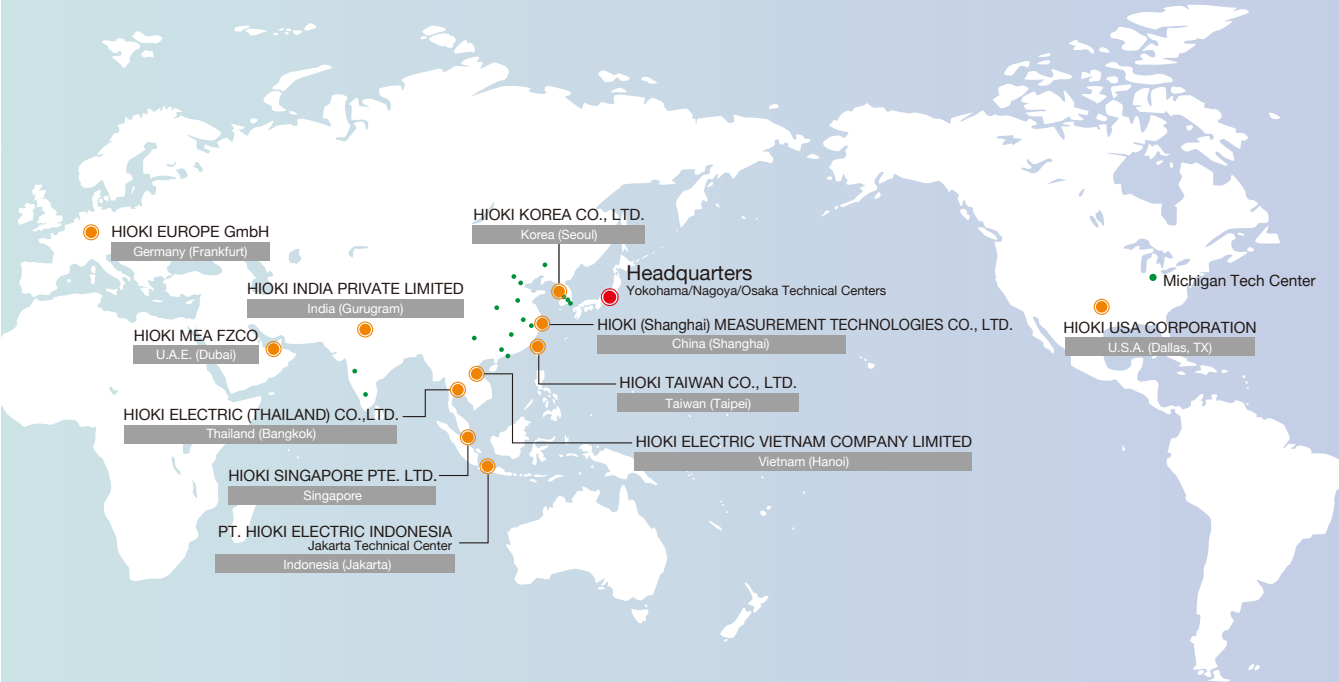 HIOKI EUROPE GmbH
Germany (Frankfurt)
HIOKI INDIA PRIVATE LIMITED
India (Gurugram)
HIOKI MEA FZCO
U.A.E. (Dubai)
HIOKI ELECTRIC (THAILAND) CO.,LTD.
Thailand (Bangkok)
HIOKI SINGAPORE PTE. LTD.
Singapore
PT. HIOKI ELECTRIC INDONESIA
Jakarta Technical Center
Indonesia (Jakarta)
HIOKI KOREA CO., LTD.
Korea (Seoul)
Headquarters
Yokohama/Nagoya/Osaka Technical Centers
HIOKI (Shanghai) MEASUREMENT TECHNOLOGIES CO., LTD.
China (Shanghai)
HIOKI TAIWAN CO., LTD.
Taiwan (Taipei)
HIOKI ELECTRIC VIETNAM COMPANY LIMITED
Vietnam (Hanoi)
Michigan Tech Center
HIOKI USA CORPORATION
U.S.A. (Dallas, TX)